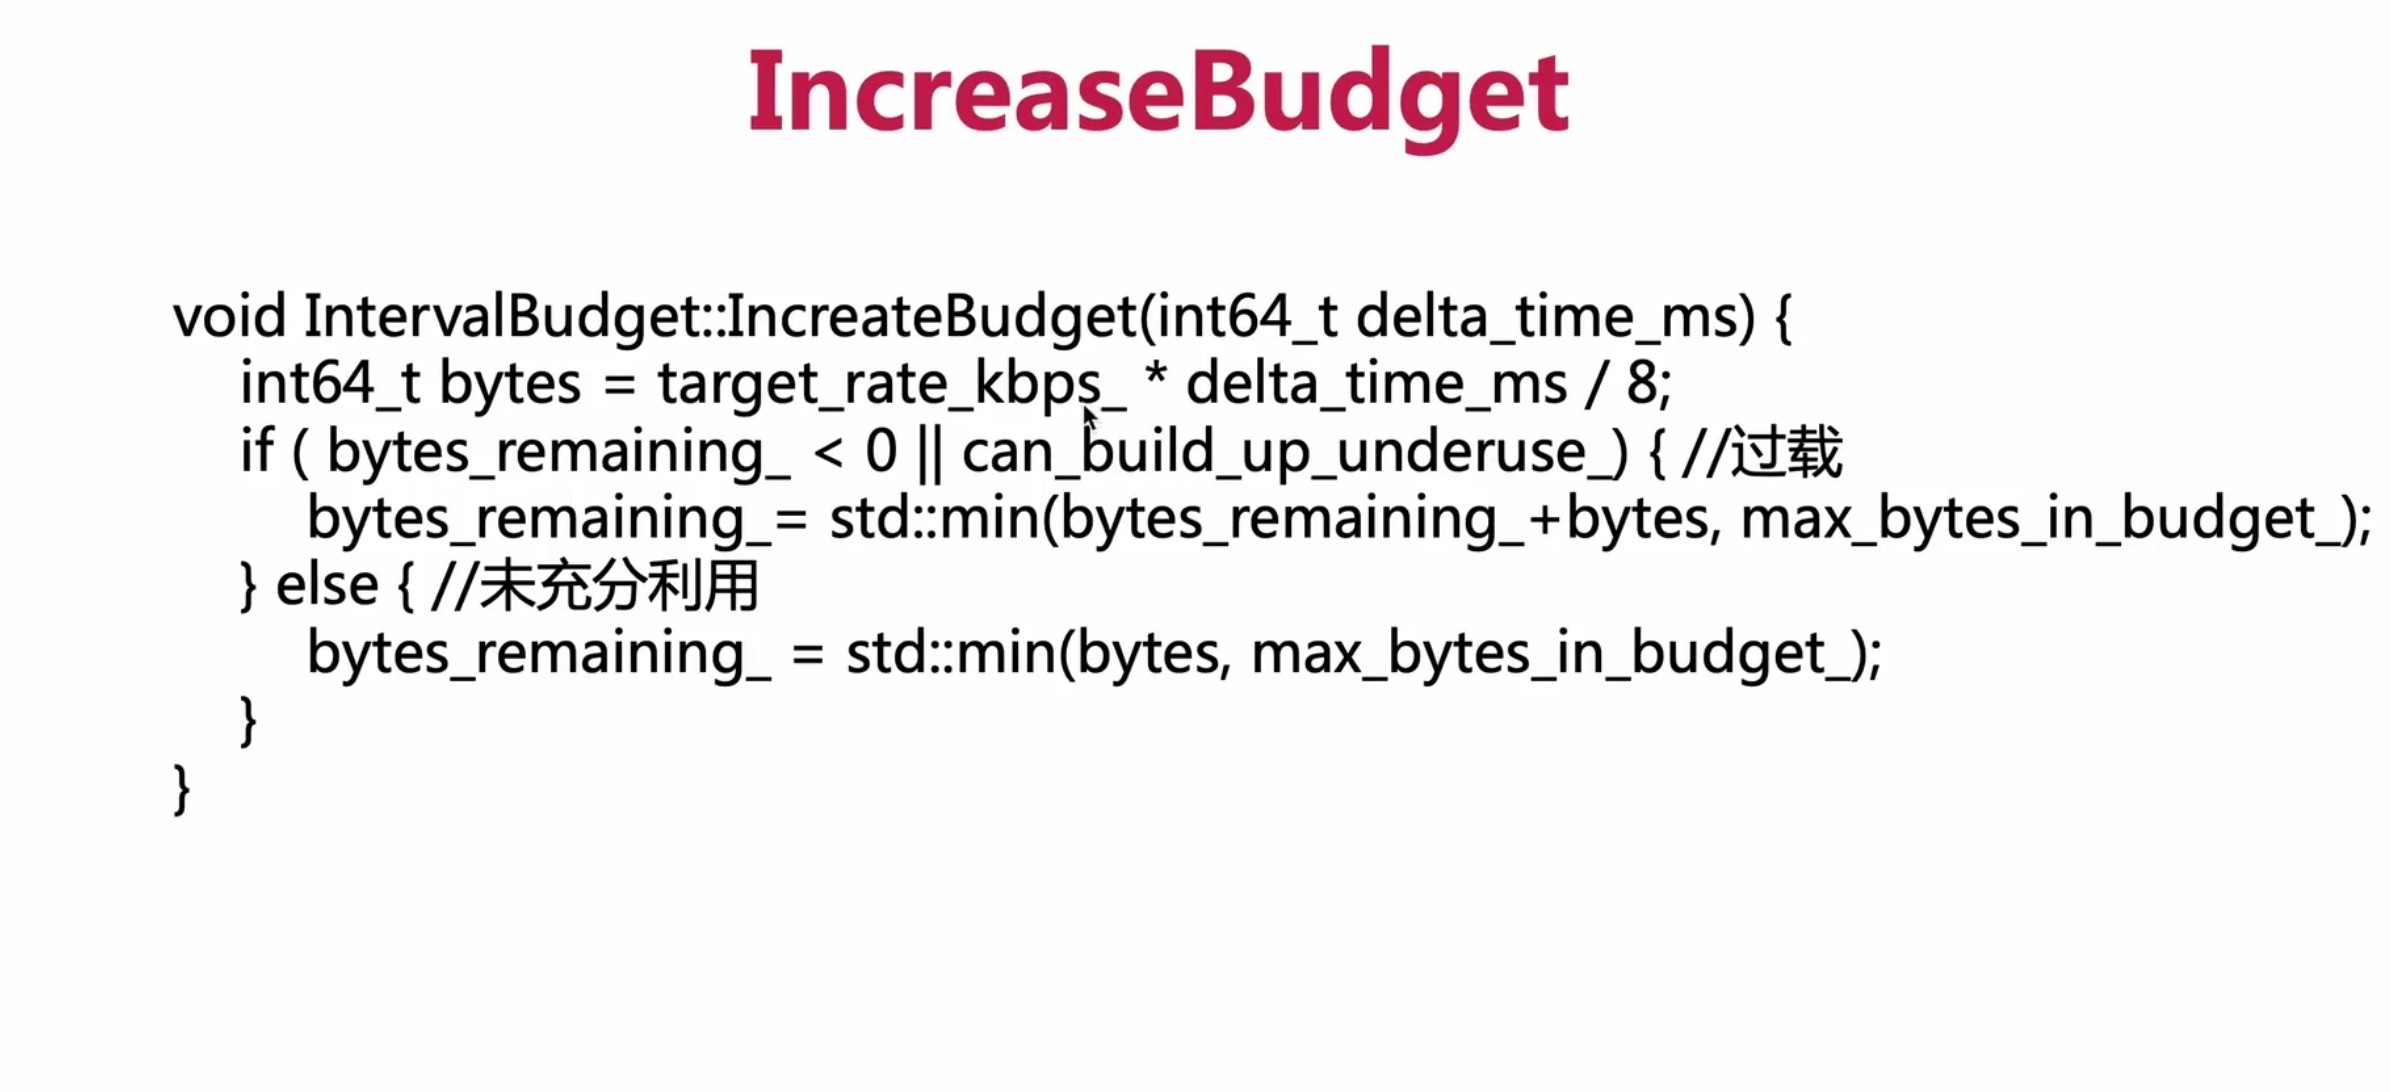 IncreaseBudget
void IntervalBudget::IncreateBudget(int64_t delta_time_ms) {
int64_t bytes = target_rate_kbps_ * delta_time_ms / 8;
if ( bytes_remaining_ < 0 || can_build_up_underuse_) { //过载
bytes_remaining_= std::min(bytes_remaining_+bytes, max_bytes_in_budget_);
} else { //未充分利用
bytes_remaining_ = std::min(bytes, max_bytes_in_budget_);
}
}